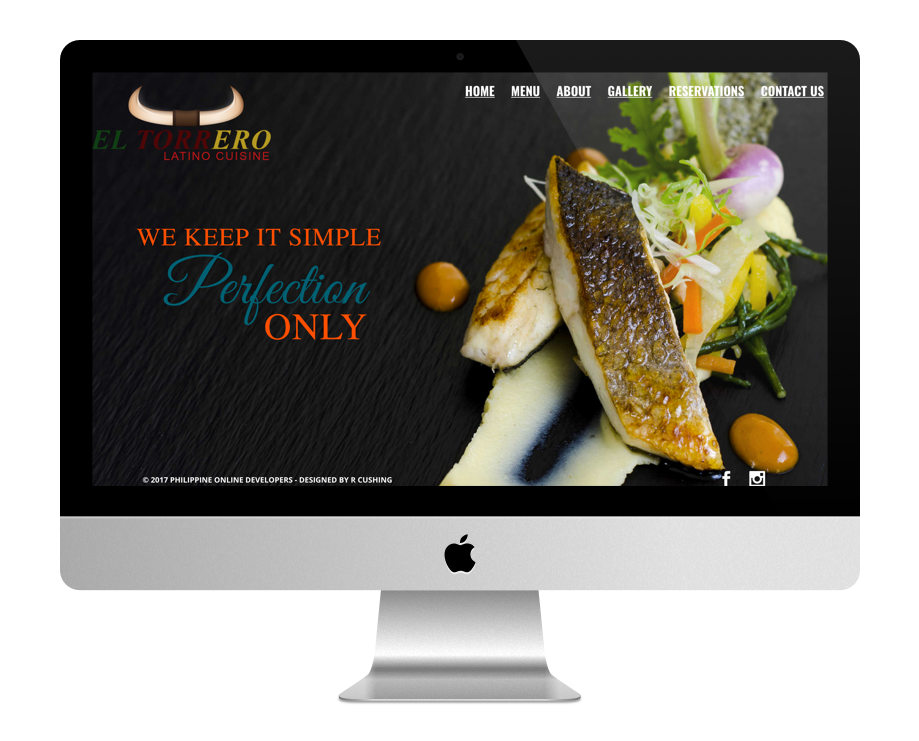 HOME MENU ABOUT GALLERY RESERVATIONS CONTACT US
EL TORRERO
LATINO CUISINE
WE KEEP IT SIMPLE
Perfection
ONLY
© 2017 PHILIPPINE ONLINE DEVELOPERS - DESIGNED BY R CUSHING